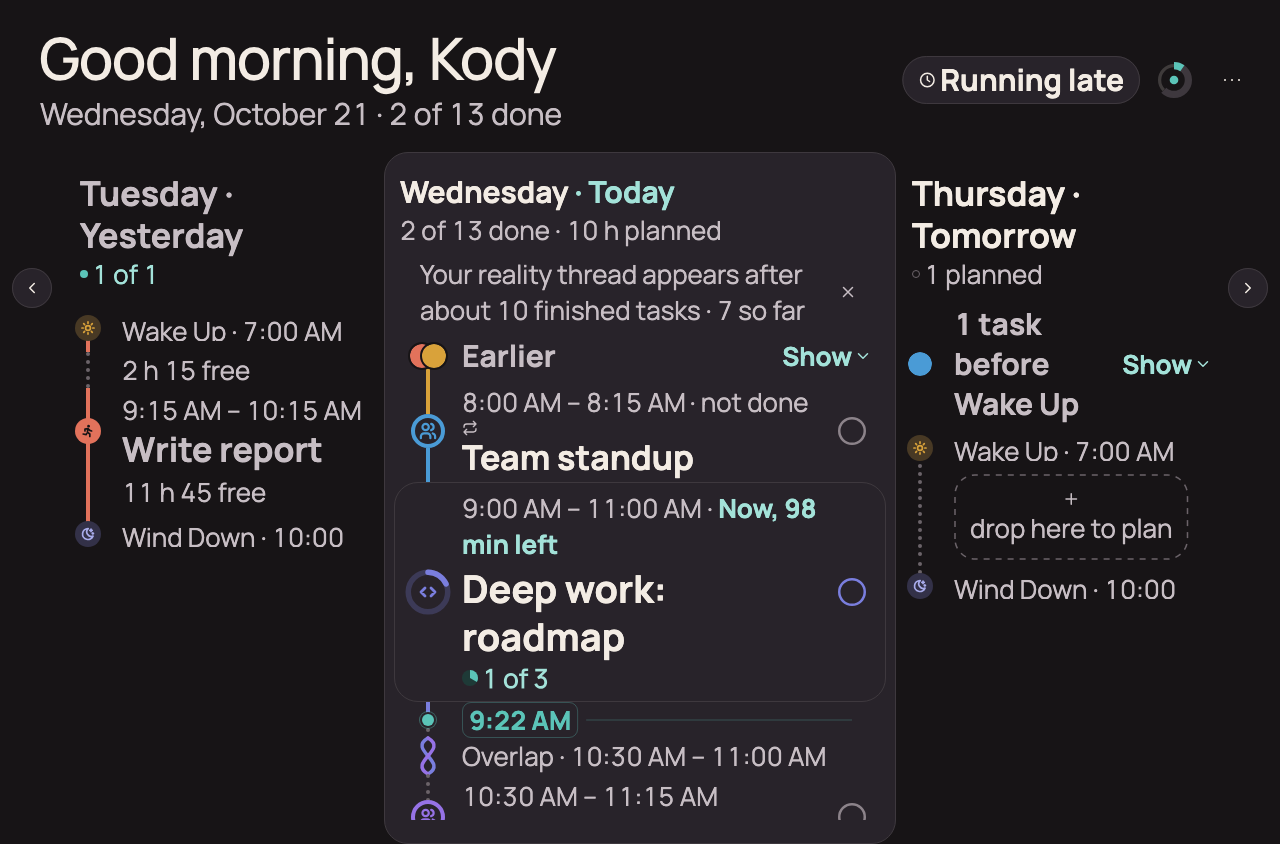 Good morning, Kody
Wednesday, October 21 · 2 of 13 done
Running late
Tuesday ·
Yesterday
1 of 1
Wake Up · 7:00 AM
2 h 15 free
9:15 AM – 10:15 AM
Write report
11 h 45 free
Wind Down · 10:00
Wednesday · Today
2 of 13 done · 10 h planned
Your reality thread appears after
about 10 finished tasks · 7 so far
Earlier
Show
8:00 AM – 8:15 AM · not done
Team standup
9:00 AM – 11:00 AM · Now, 98
min left
Deep work:
roadmap
1 of 3
9:22 AM
Overlap · 10:30 AM – 11:00 AM
10:30 AM – 11:15 AM
Thursday ·
Tomorrow
1 planned
1 task
before
Wake Up
Show
Wake Up · 7:00 AM
+
drop here to plan
Wind Down · 10:00